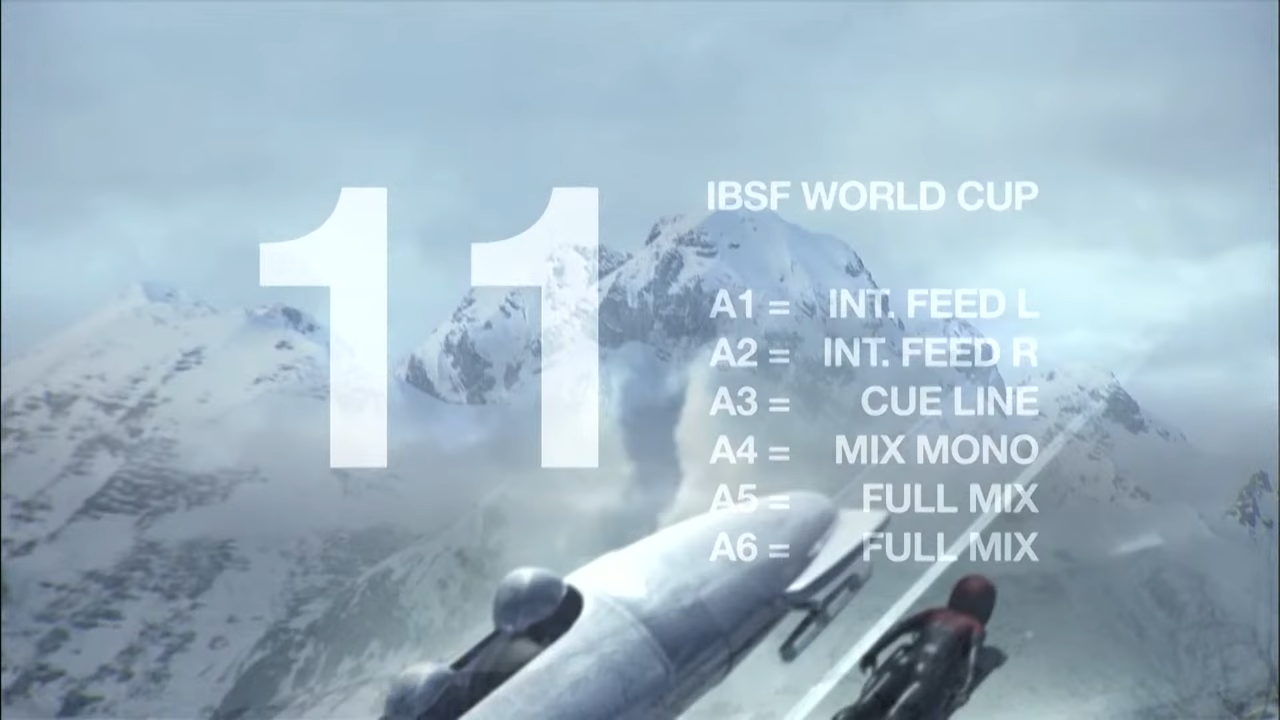 11
IBSF WORLD CUP
A1 = INT. FEED L
A2 = INT. FEED R
A3 = CUE LINE
A4 = MIX MONO
A5 = FULL MIX
A6 = FULL MIX